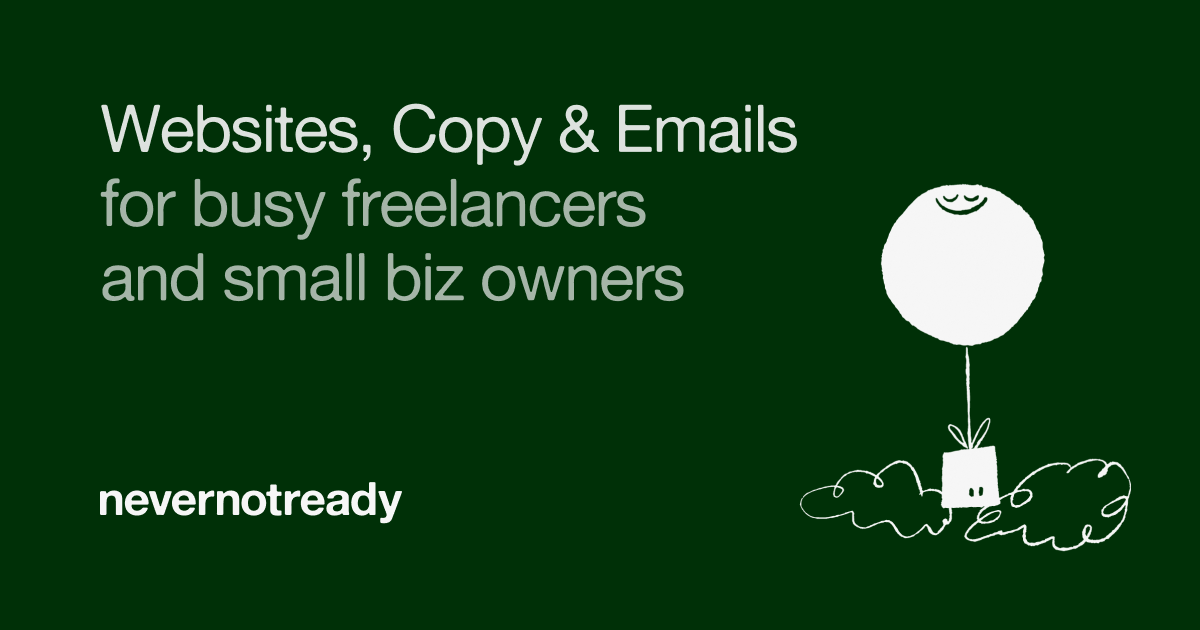 Websites, Copy & Emails
for busy freelancers
and small biz owners
nevernotready